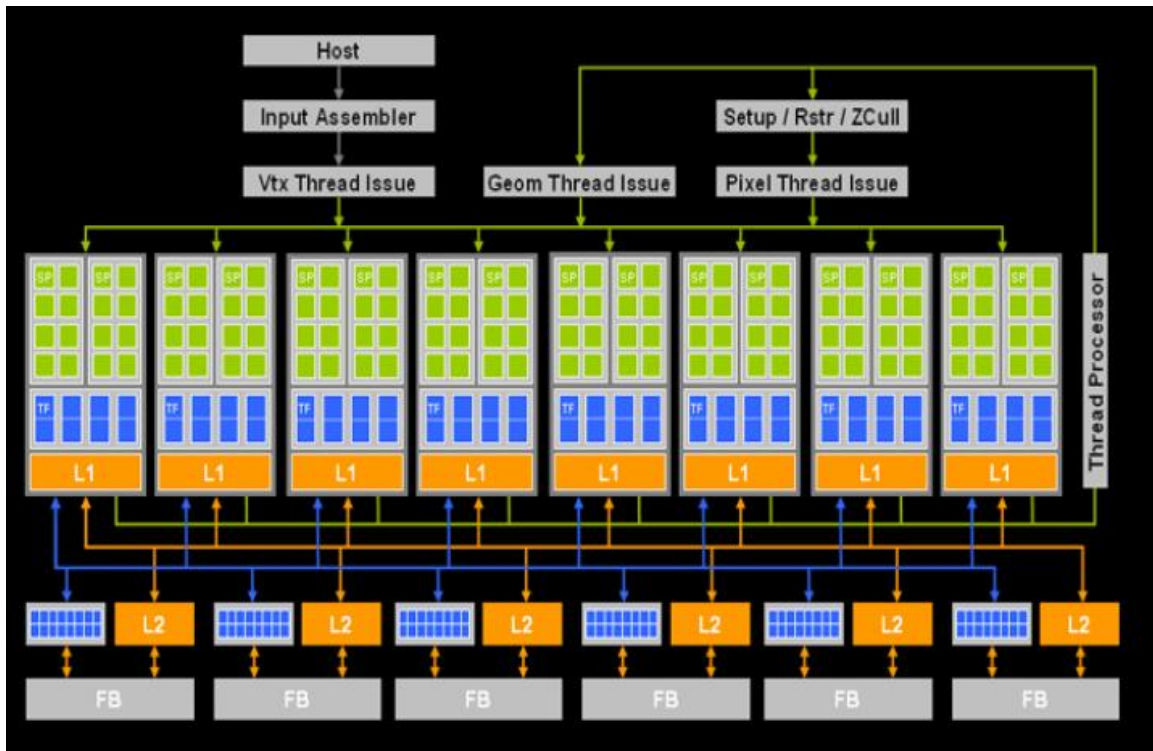 Host
Input Assembler
Setup / Rstr / ZCull
Vtx Thread Issue
Geom Thread Issue
Pixel Thread Issue
SP SP SP SP SP SP SP SP SP SP SP SP SP SP SP SP
TF TF TF TF TF TF TF TF
L1 L1 L1 L1 L1 L1 L1 L1
Thread Processor
L2 L2 L2 L2 L2 L2
FB FB FB FB FB FB